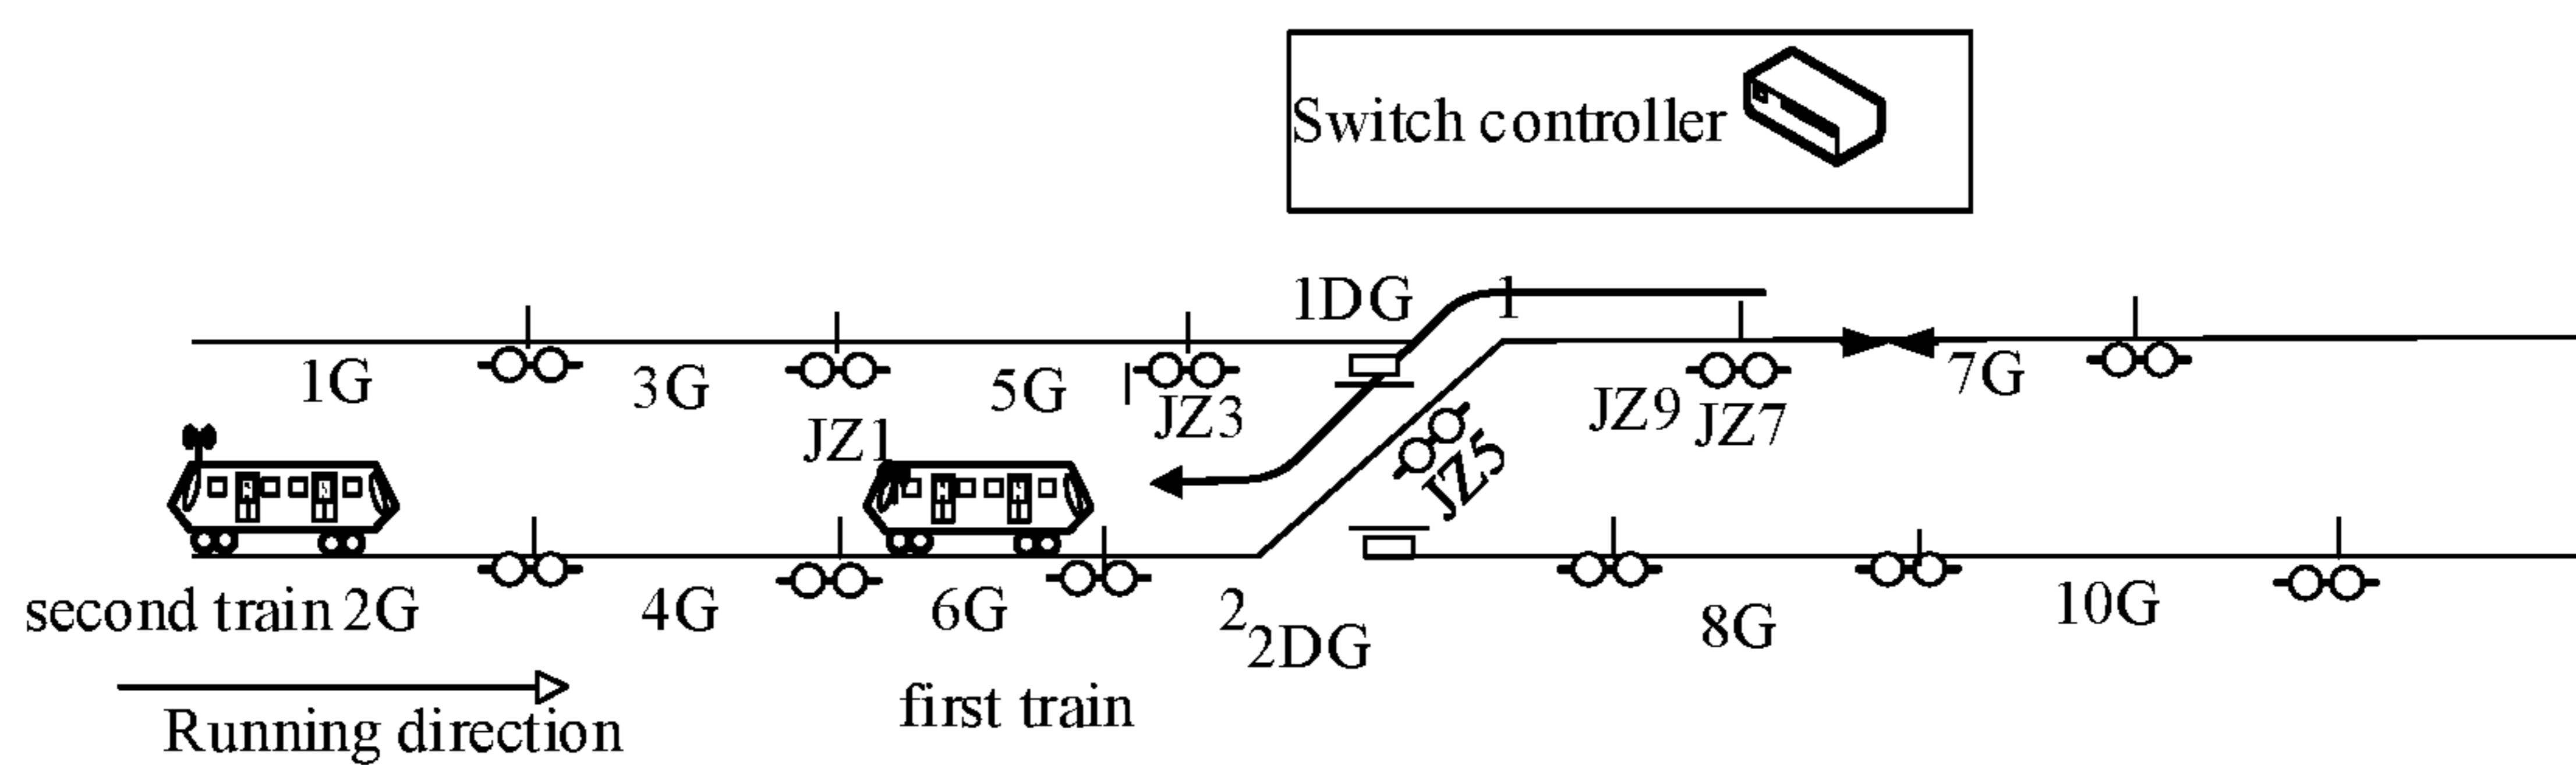 Switch controller
1DG
1
1G
3G
5G
JZ3
JZ9
JZ7
7G
JZ1
JZ5
second train 2G
4G
6G
2
2DG
8G
10G
first train
Running direction